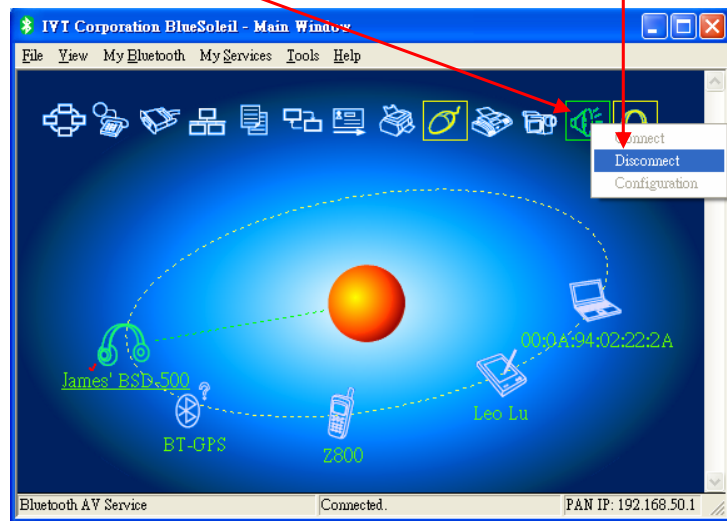 IVT Corporation BlueSoleil - Main Window
File View My Bluetooth My Services Tools Help
Connect
Disconnect
Configuration
00:0A:94:02:22:2A
James' BSD-500
Leo Lu
BT-GPS
Z800
Bluetooth AV Service Connected. PAN IP: 192.168.50.1